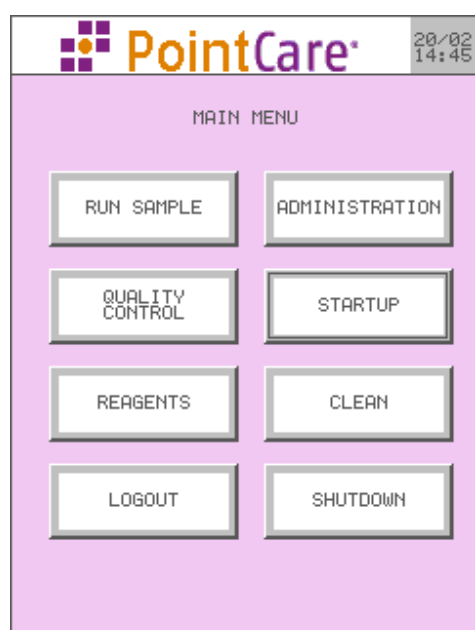 PointCare
20/02
14:45
MAIN MENU
RUN SAMPLE
ADMINISTRATION
QUALITY
CONTROL
STARTUP
REAGENTS
CLEAN
LOGOUT
SHUTDOWN